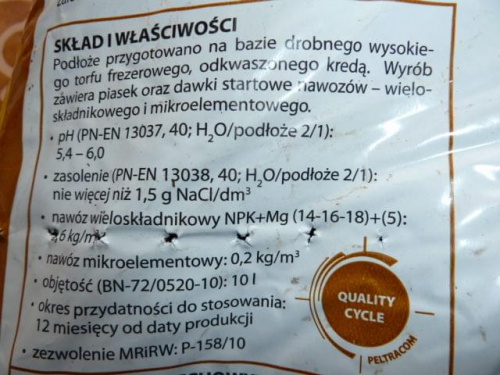 SKŁAD I WŁAŚCIWOŚCI
Podłoże przygotowano na bazie drobnego wysokie-
go torfu frezerowego, odkwaszonego kredą. Wyrób
zawiera piasek oraz dawki startowe nawozów – wielo-
składnikowego i mikroelementowego.
• pH (PN-EN 13037, 40; H₂O/podłoże 2/1):
5,4 – 6,0
• zasolenie (PN-EN 13038, 40; H₂O/podłoże 2/1):
nie więcej niż 1,5 g NaCl/dm³
• nawóz wieloskładnikowy NPK+Mg (14-16-18)+(5):
kg/m³
• nawóz mikroelementowy: 0,2 kg/m³
• objętość (BN-72/0520-10): 10 l
• okres przydatności do stosowania:
12 miesięcy od daty produkcji
• zezwolenie MRiRW: P-158/10
QUALITY
CYCLE
PELTRACOM